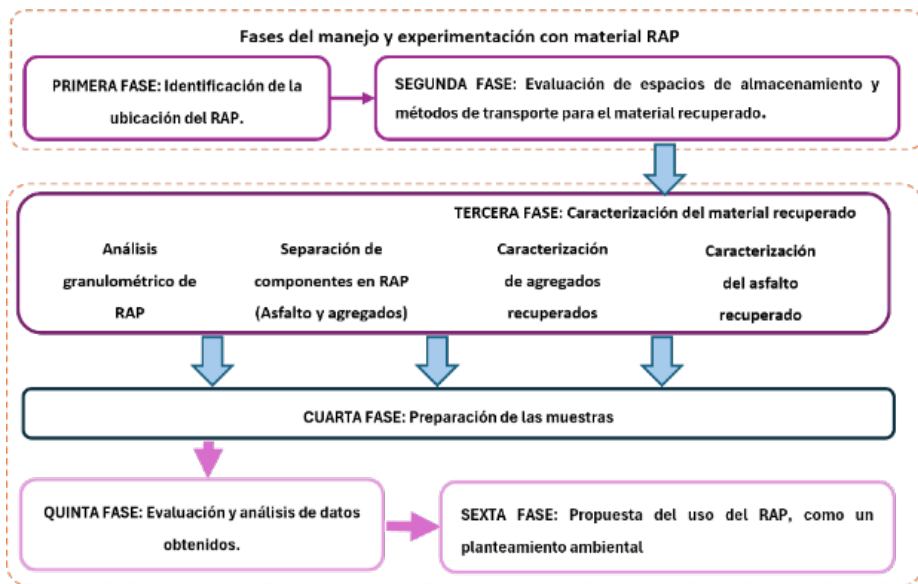 Fases del manejo y experimentación con material RAP
PRIMERA FASE: Identificación de la
ubicación del RAP.
SEGUNDA FASE: Evaluación de espacios de almacenamiento y
métodos de transporte para el material recuperado.
TERCERA FASE: Caracterización del material recuperado
Análisis
granulométrico de
RAP
Separación de
componentes en RAP
(Asfalto y agregados)
Caracterización
de agregados
recuperados
Caracterización
del asfalto
recuperado
CUARTA FASE: Preparación de las muestras
QUINTA FASE: Evaluación y análisis de datos
obtenidos.
SEXTA FASE: Propuesta del uso del RAP, como un
planteamiento ambiental